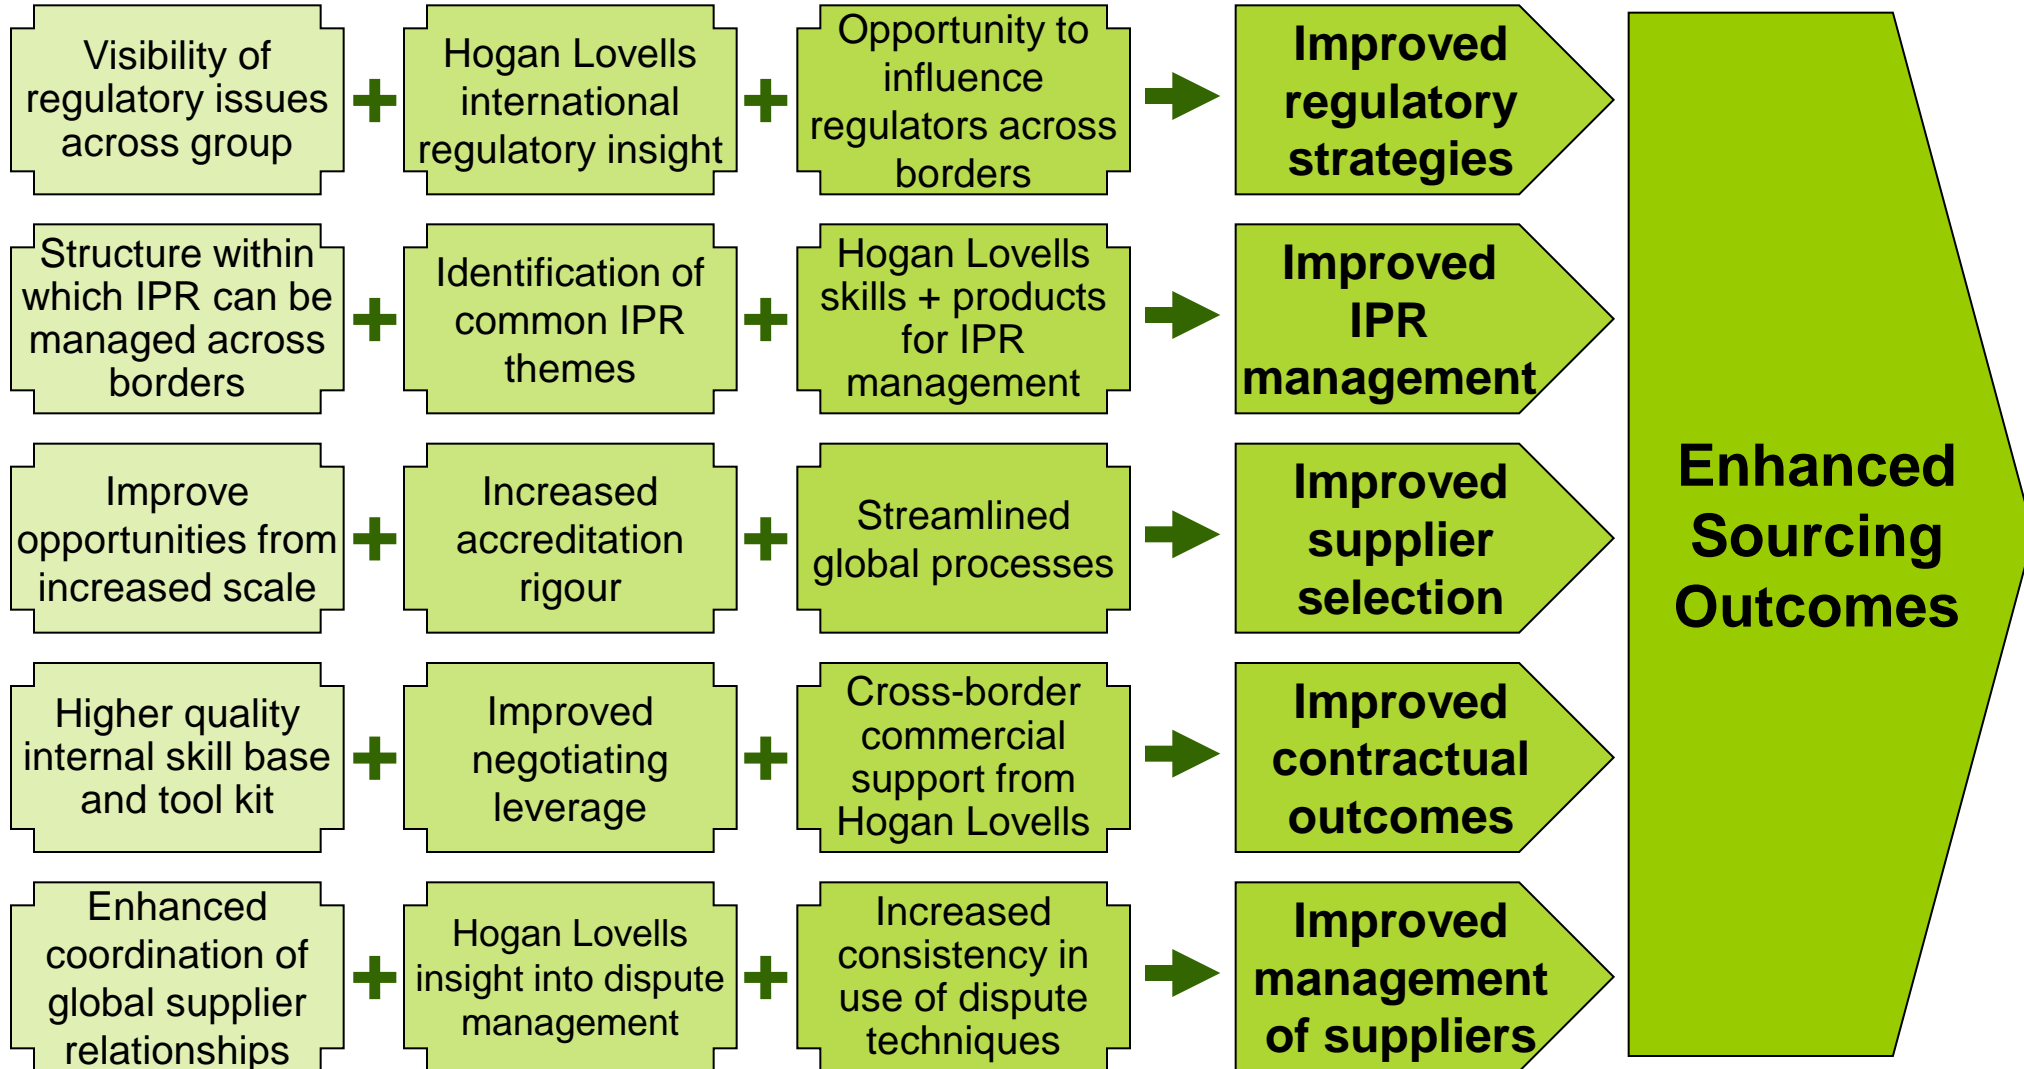 Visibility of
regulatory issues
across group
+
Hogan Lovells
international
regulatory insight
+
Opportunity to
influence
regulators across
borders
Improved
regulatory
strategies
Structure within
which IPR can be
managed across
borders
+
Identification of
common IPR
themes
+
Hogan Lovells
skills + products
for IPR
management
Improved
IPR
management
Improve
opportunities from
increased scale
+
Increased
accreditation
rigour
+
Streamlined
global processes
Improved
supplier
selection
Higher quality
internal skill base
and tool kit
+
Improved
negotiating
leverage
+
Cross-border
commercial
support from
Hogan Lovells
Improved
contractual
outcomes
Enhanced
coordination of
global supplier
relationships
+
Hogan Lovells
insight into dispute
management
+
Increased
consistency in
use of dispute
techniques
Improved
management
of suppliers
Enhanced
Sourcing
Outcomes